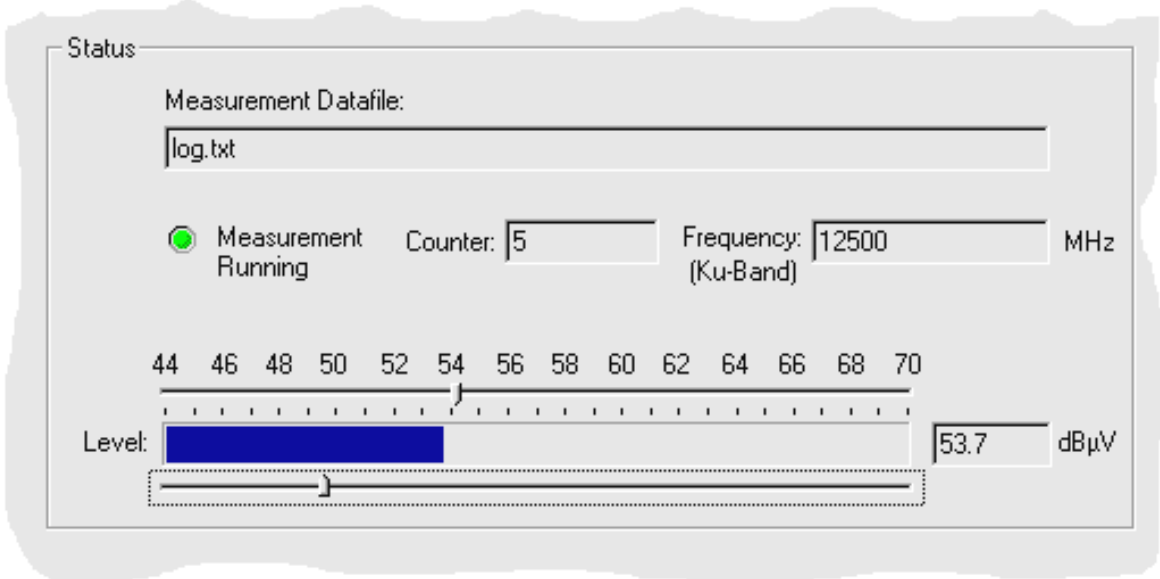 Status
Measurement Datafile:
log.txt
Measurement Running
Counter: 5
Frequency: (Ku-Band) 12500 MHz
44 46 48 50 52 54 56 58 60 62 64 66 68 70
Level: 53.7 dBµV